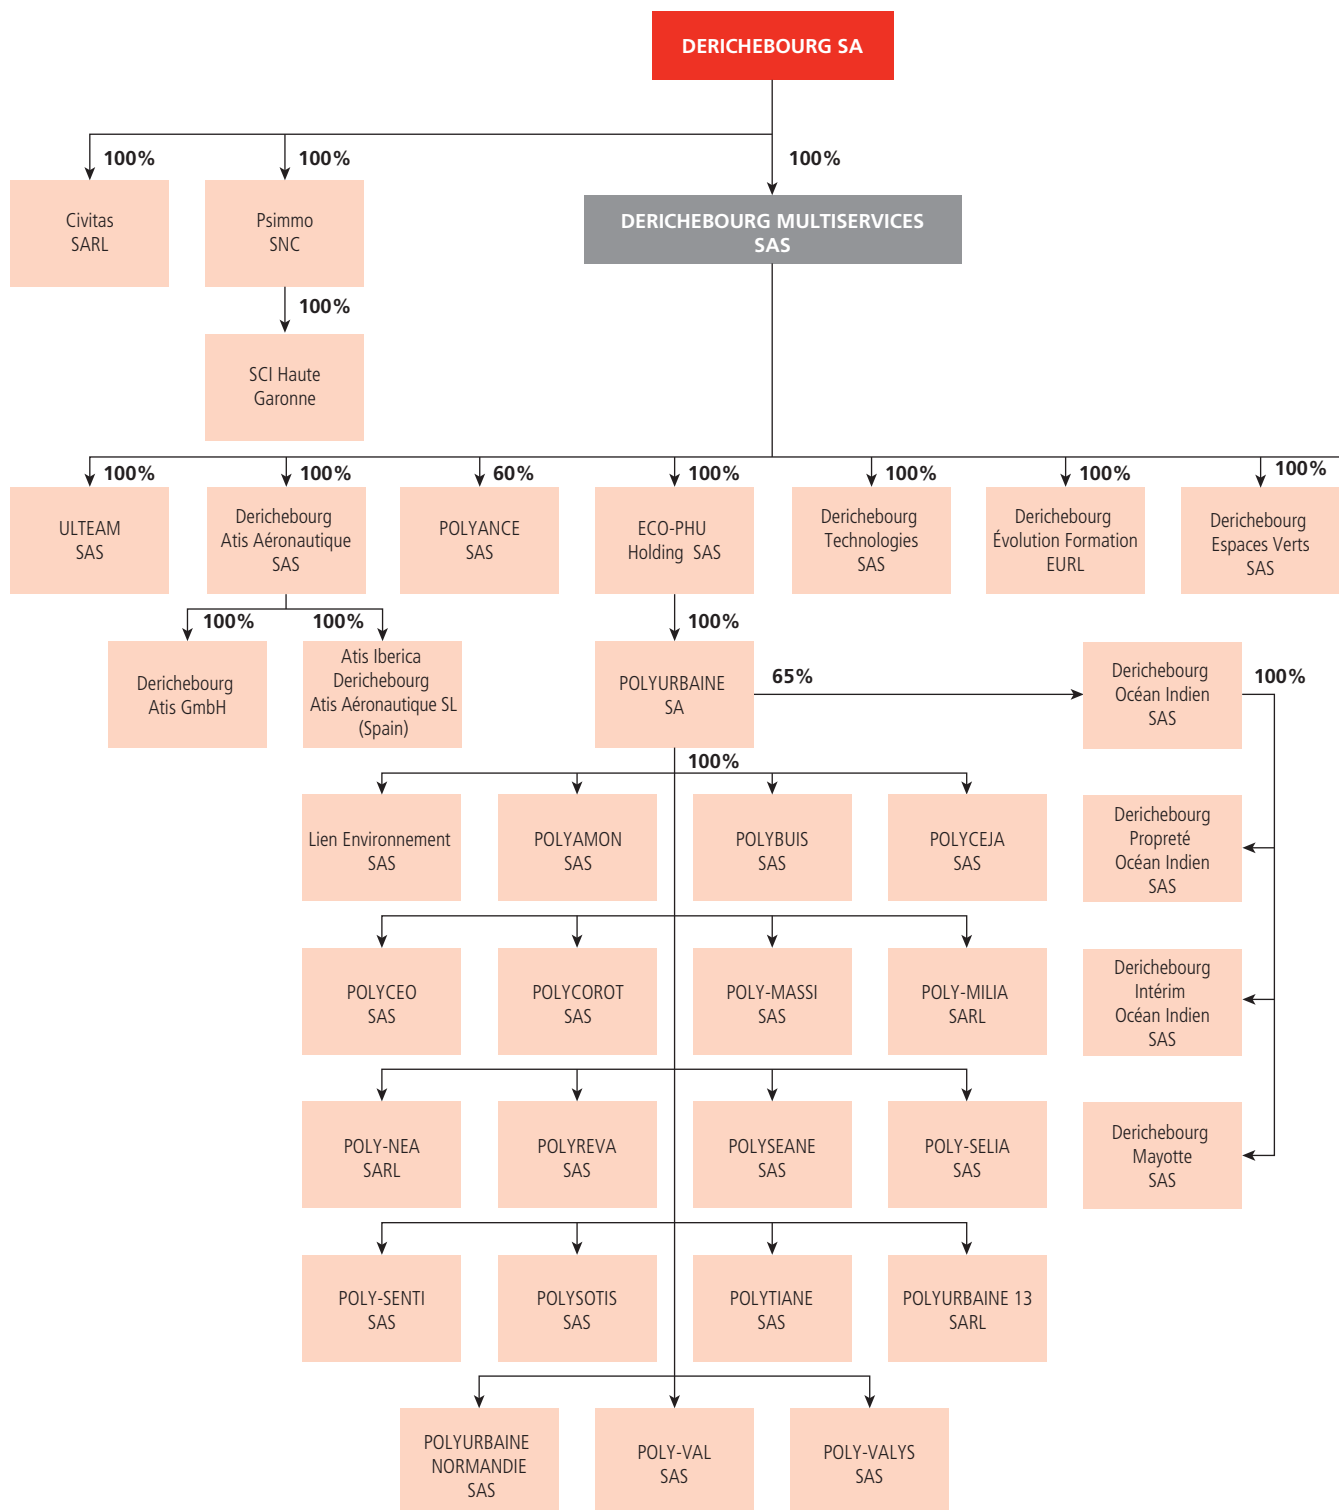 DERICHEBOURG SA
100%
100%
100%
Civitas
SARL
Psimmo
SNC
DERICHEBOURG MULTISERVICES
SAS
100%
SCI Haute
Garonne
100%
100%
60%
100%
100%
100%
100%
ULTEAM
SAS
Derichebourg
Atis Aéronautique
SAS
POLYANCE
SAS
ECO-PHU
Holding SAS
Derichebourg
Technologies
SAS
Derichebourg
Évolution Formation
EURL
Derichebourg
Espaces Verts
SAS
100%
100%
100%
Derichebourg
Atis GmbH
Atis Iberica
Derichebourg
Atis Aéronautique SL
(Spain)
POLYURBAINE
SA
65%
Derichebourg
Océan Indien
SAS
100%
100%
Lien Environnement
SAS
POLYAMON
SAS
POLYBUIS
SAS
POLYCEJA
SAS
Derichebourg
Propreté
Océan Indien
SAS
POLYCEO
SAS
POLYCOROT
SAS
POLY-MASSI
SAS
POLY-MILIA
SARL
Derichebourg
Intérim
Océan Indien
SAS
POLY-NEA
SARL
POLYREVA
SAS
POLYSEANE
SAS
POLY-SELIA
SAS
Derichebourg
Mayotte
SAS
POLY-SENTI
SAS
POLYSOTIS
SAS
POLYTIANE
SAS
POLYURBAINE 13
SARL
POLYURBAINE
NORMANDIE
SAS
POLY-VAL
SAS
POLY-VALYS
SAS